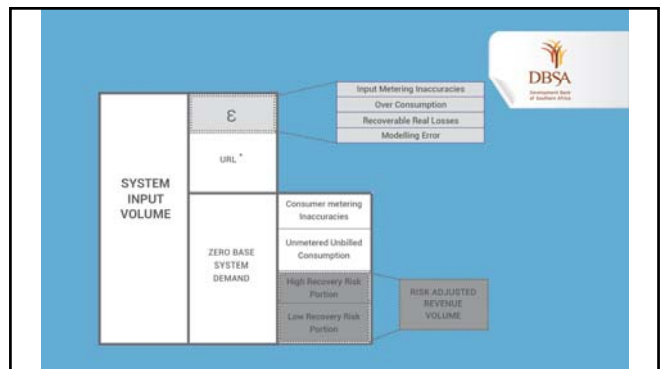 DBSA
Development Bank
of Southern Africa
Input Metering Inaccuracies
Over Consumption
Recoverable Real Losses
Modelling Error
ε
URL *
SYSTEM
INPUT
VOLUME
Consumer metering
Inaccuracies
Unmetered Unbilled
Consumption
ZERO BASE
SYSTEM
DEMAND
High Recovery Risk
Portion
Low Recovery Risk
Portion
RISK ADJUSTED
REVENUE
VOLUME